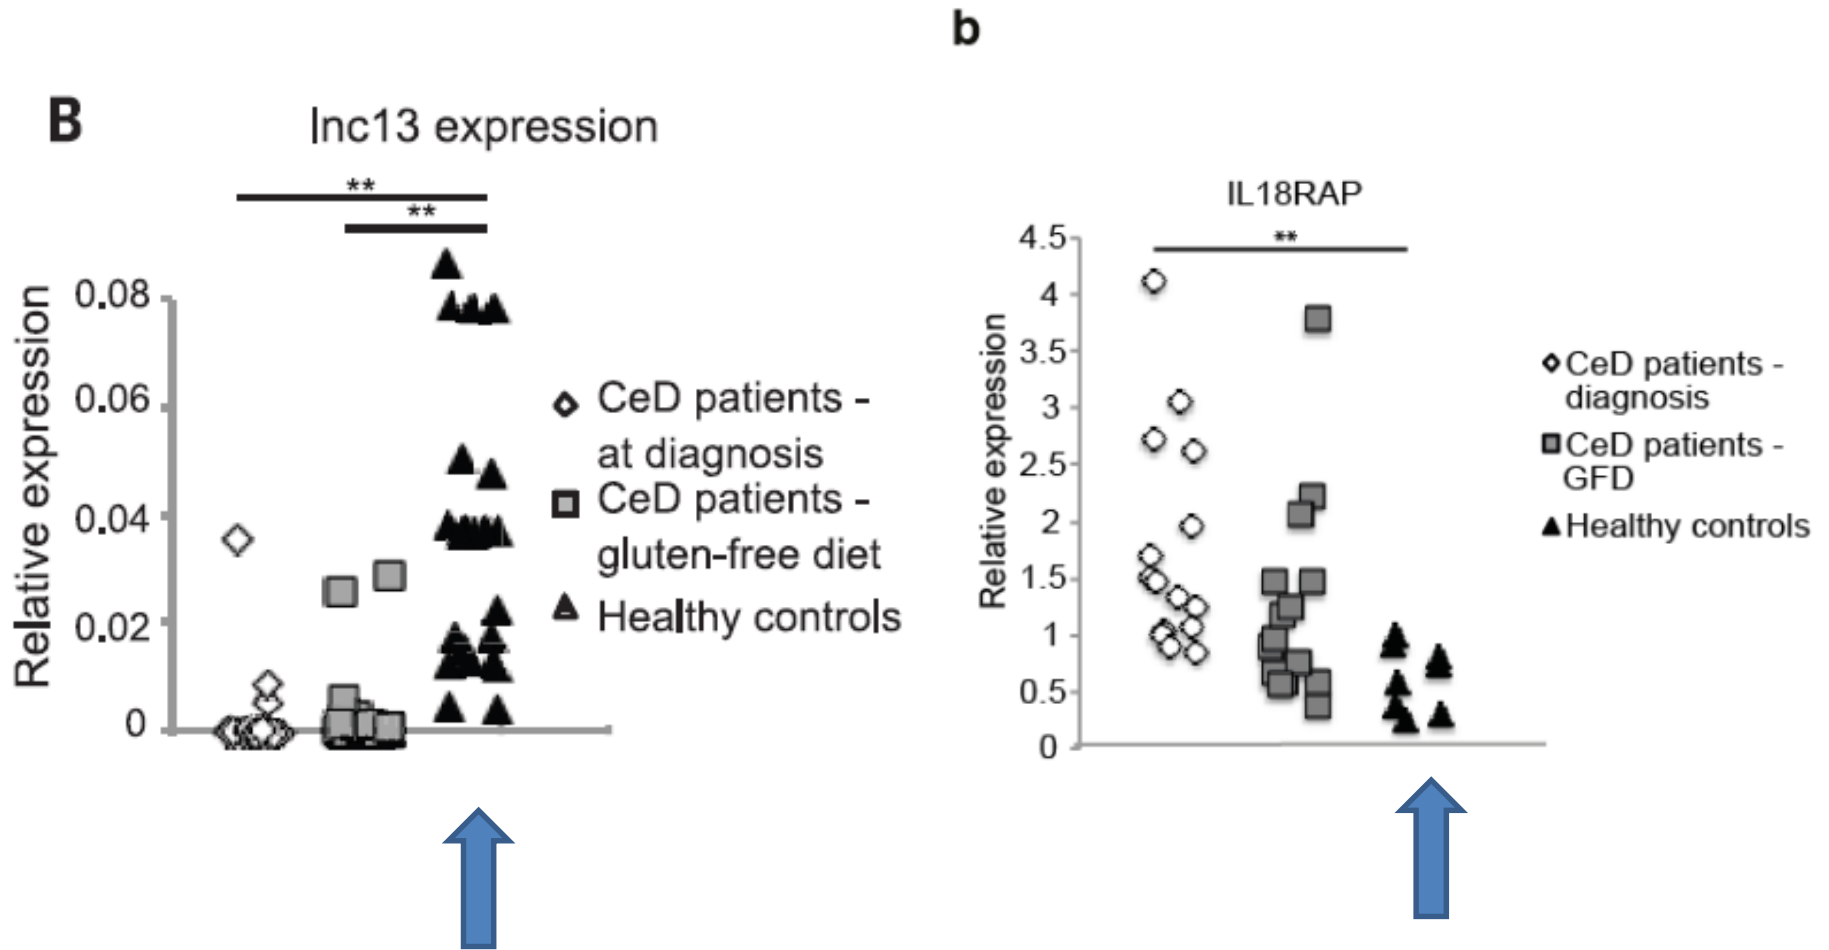 B
lnc13 expression
**
**
Relative expression
0.08
0.06
0.04
0.02
0
CeD patients -
at diagnosis
CeD patients -
gluten-free diet
Healthy controls
b
IL18RAP
**
Relative expression
4.5
4
3.5
3
2.5
2
1.5
1
0.5
0
CeD patients -
diagnosis
CeD patients -
GFD
Healthy controls